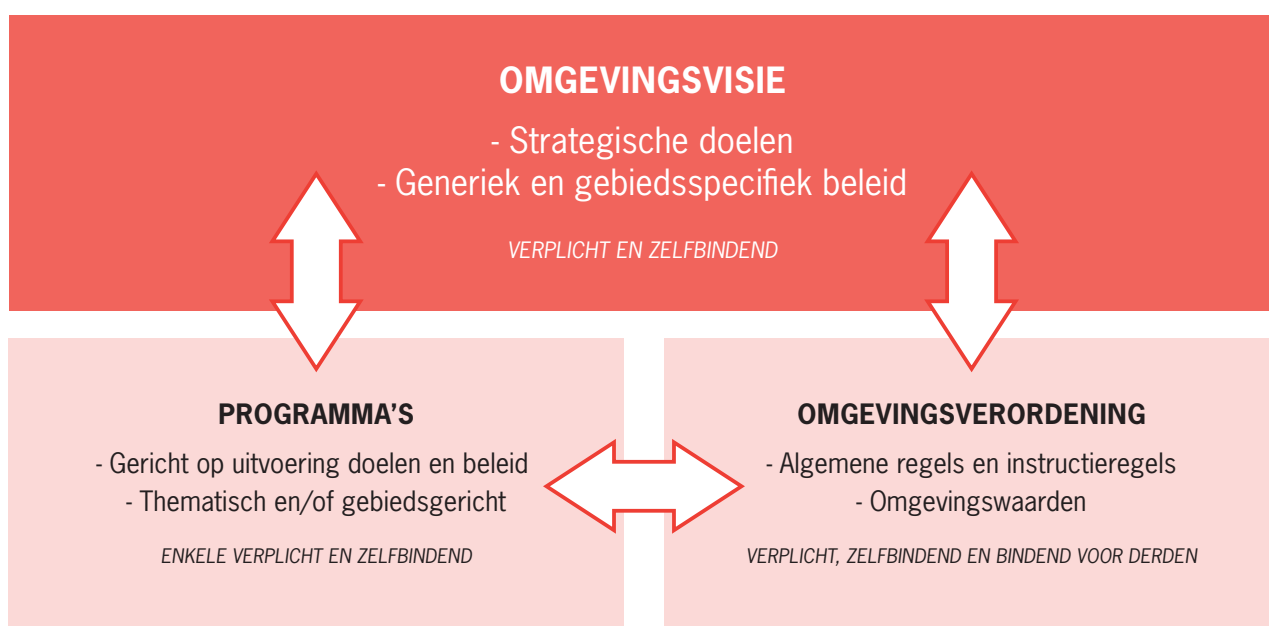 OMGEVINGSVISIE
- Strategische doelen
- Generiek en gebiedsspecifiek beleid
VERPLICHT EN ZELFBINDEND
PROGRAMMA'S
- Gericht op uitvoering doelen en beleid
- Thematisch en/of gebiedsgericht
ENKELE VERPLICHT EN ZELFBINDEND
OMGEVINGSVERORDENING
- Algemene regels en instructieregels
- Omgevingswaarden
VERPLICHT, ZELFBINDEND EN BINDEND VOOR DERDEN